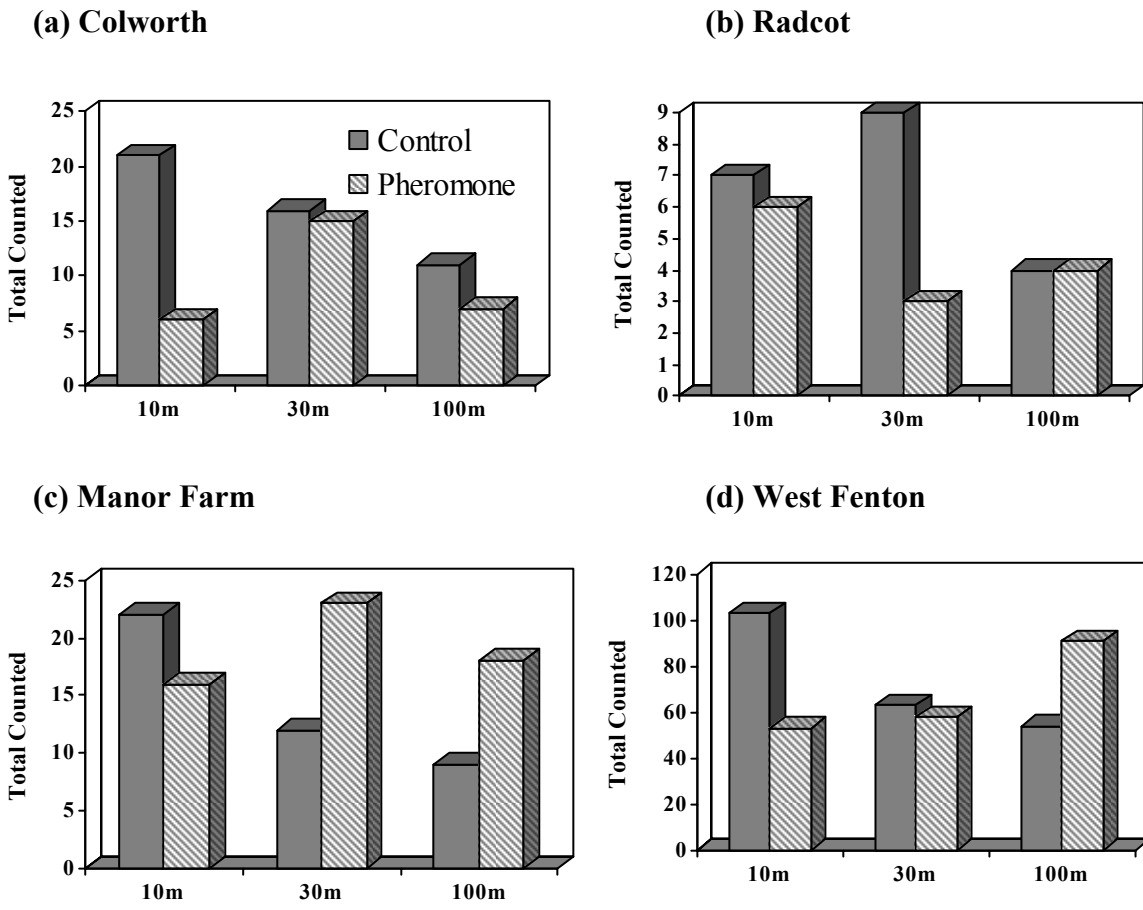 (a) Colworth
Total Counted
25
20
15
10
5
0
Control
Pheromone
10m 30m 100m
(b) Radcot
Total Counted
9
8
7
6
5
4
3
2
1
0
10m 30m 100m
(c) Manor Farm
Total Counted
25
20
15
10
5
0
10m 30m 100m
(d) West Fenton
Total Counted
120
100
80
60
40
20
0
10m 30m 100m